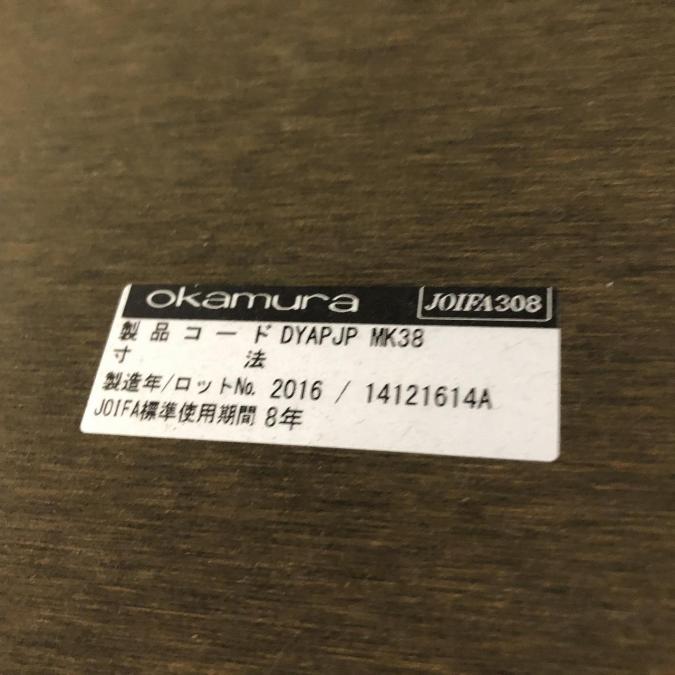 okamura JOIFA308
製品コード DYAPJP MK38
寸法
製造年/ロット№ 2016 / 14121614A
JOIFA標準使用期間 8年